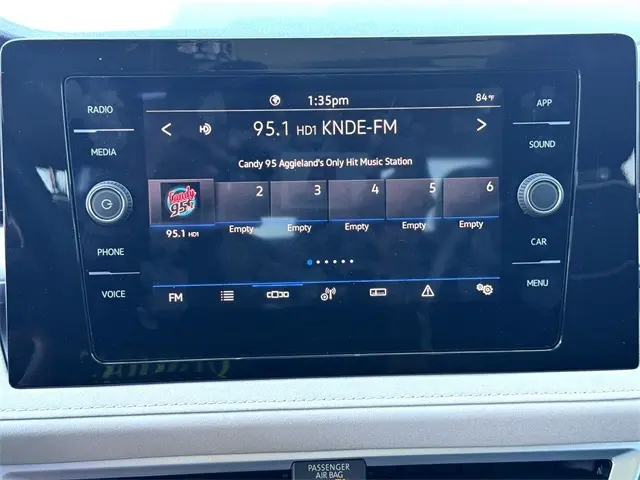 RADIO
MEDIA
PHONE
VOICE
1:35pm
84°F
95.1 HD1 KNDE-FM
Candy 95 Aggieland's Only Hit Music Station
Candy
95
95.1 HD1
2
Empty
3
Empty
4
Empty
5
Empty
6
Empty
FM
APP
SOUND
CAR
MENU
PASSENGER
AIR BAG